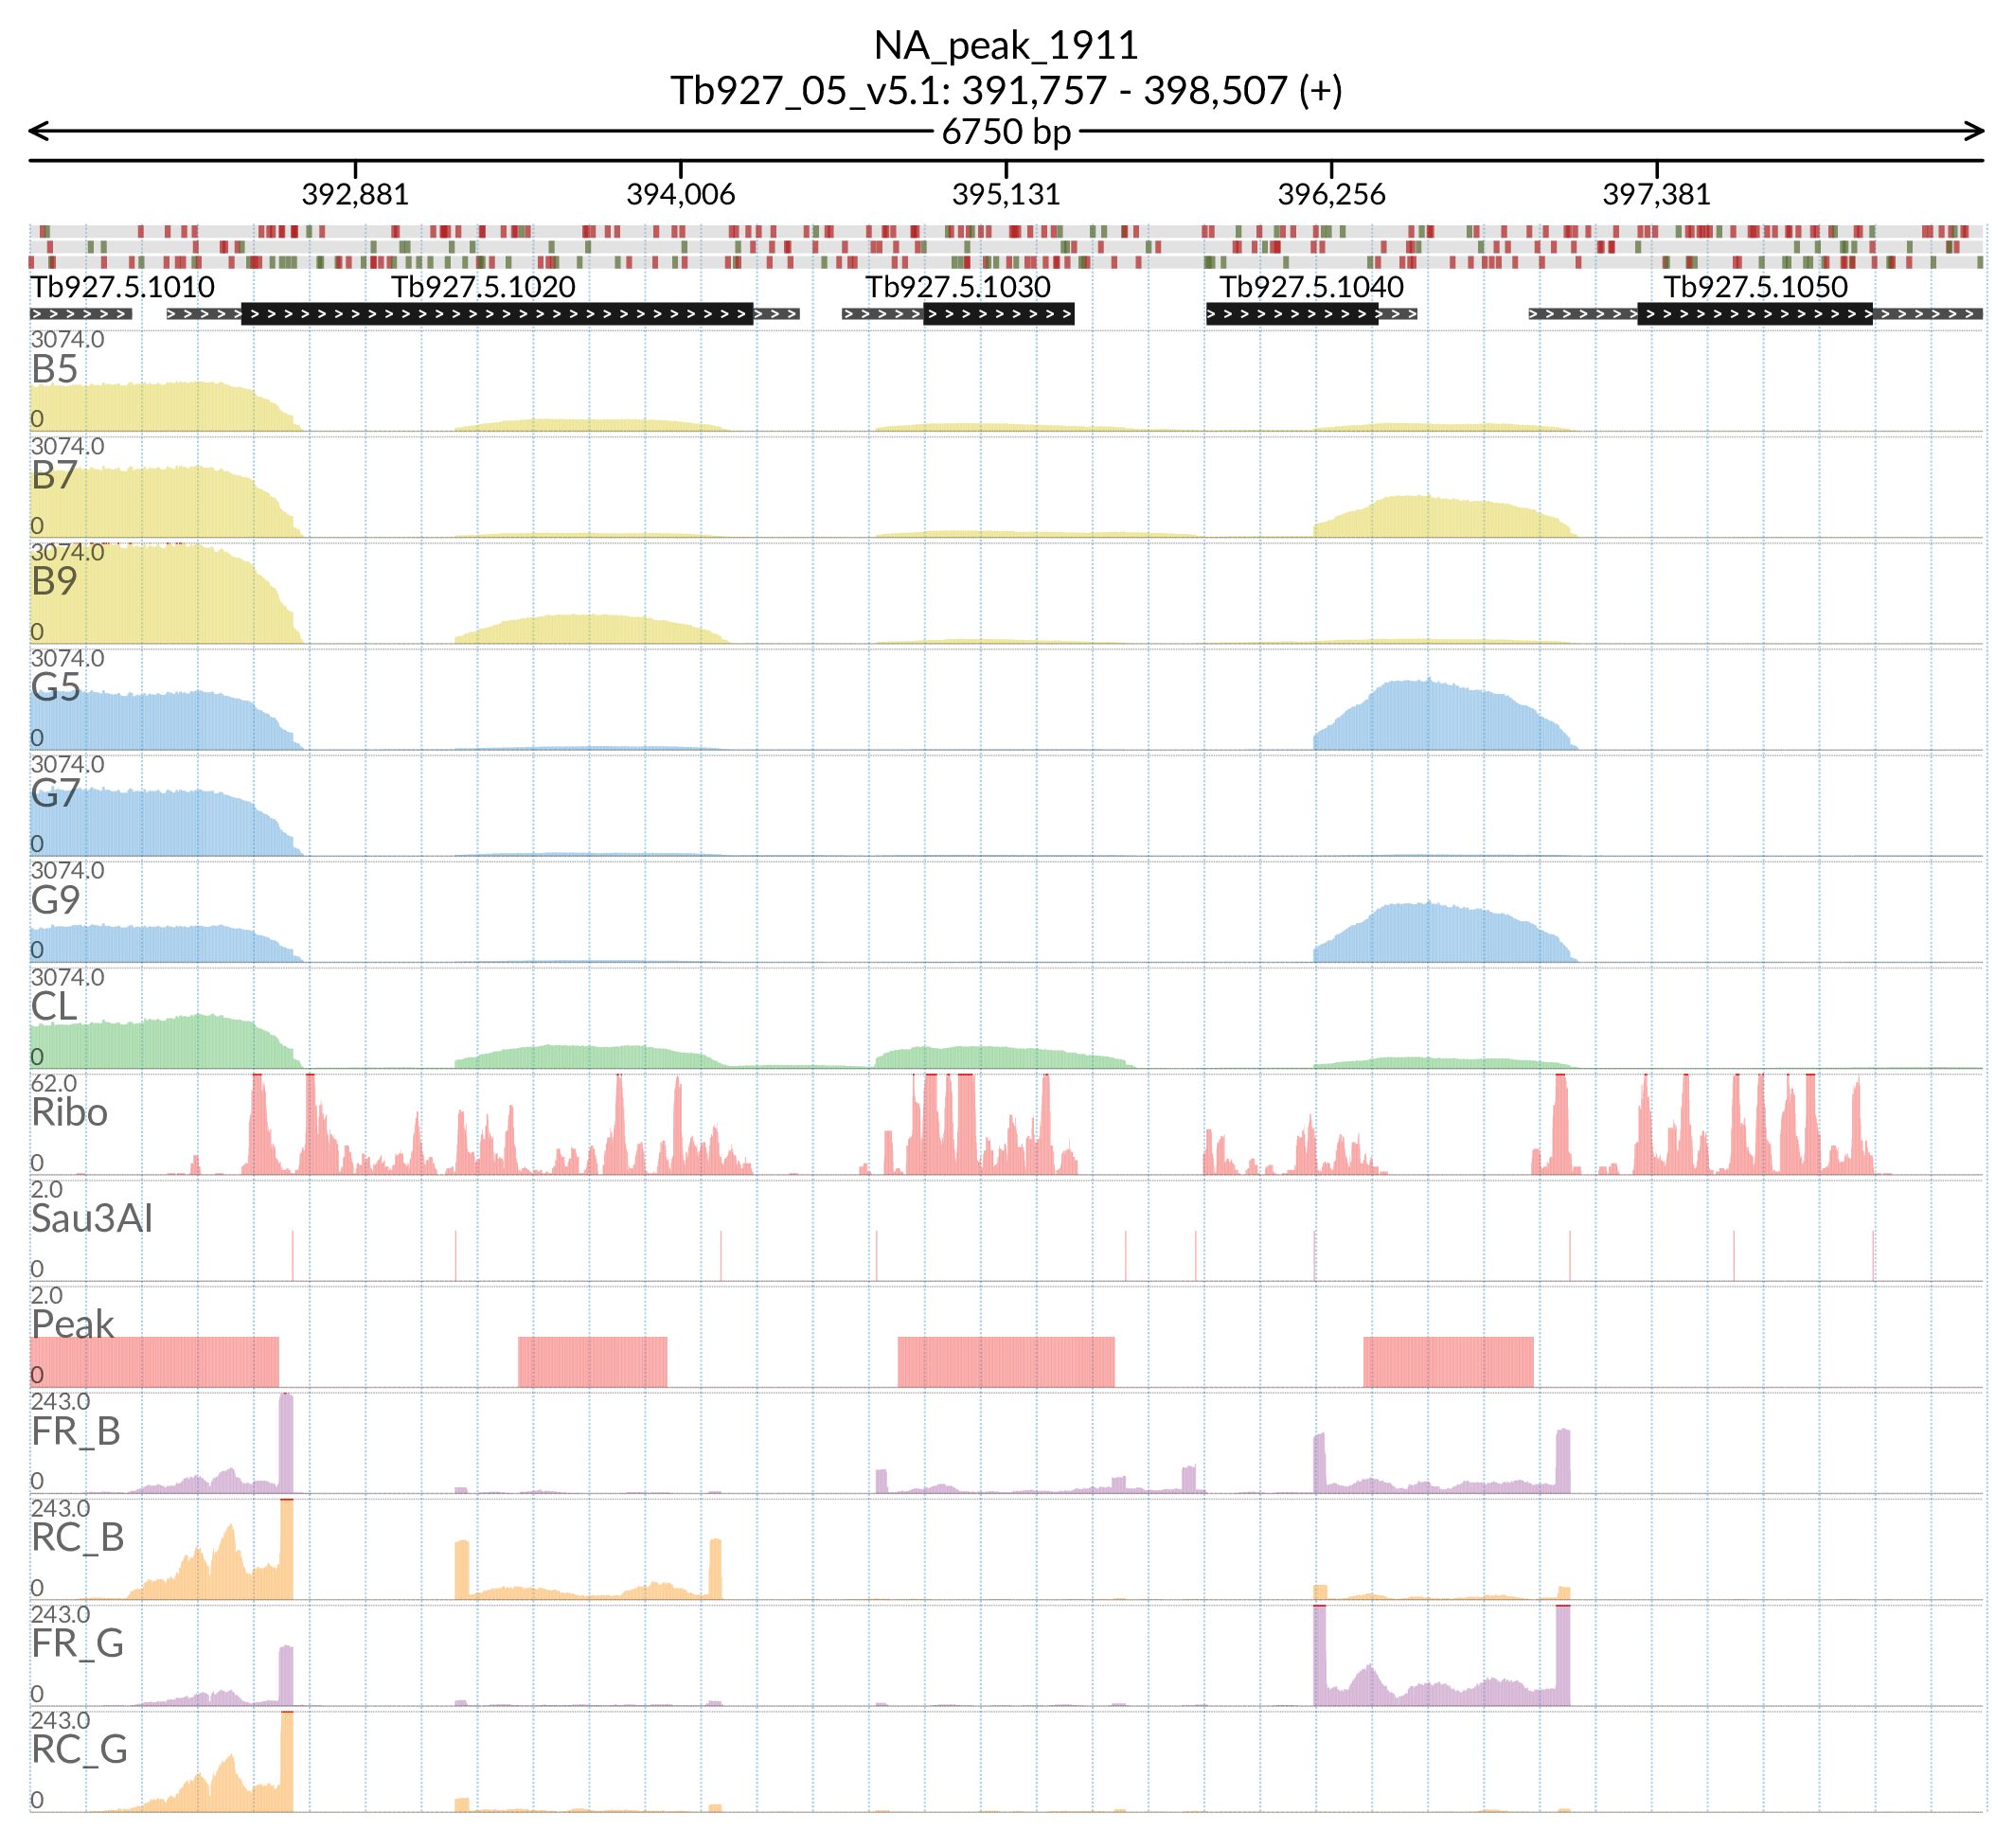 NA_peak_1911
Tb927_05_v5.1: 391,757 - 398,507 (+)
6750 bp
392,881 394,006 395,131 396,256 397,381
Tb927.5.1010 Tb927.5.1020 Tb927.5.1030 Tb927.5.1040 Tb927.5.1050
3074.0
B5
0
3074.0
B7
0
3074.0
B9
0
3074.0
G5
0
3074.0
G7
0
3074.0
G9
0
3074.0
CL
0
62.0
Ribo
0
2.0
Sau3AI
0
2.0
Peak
0
243.0
FR_B
0
243.0
RC_B
0
243.0
FR_G
0
243.0
RC_G
0